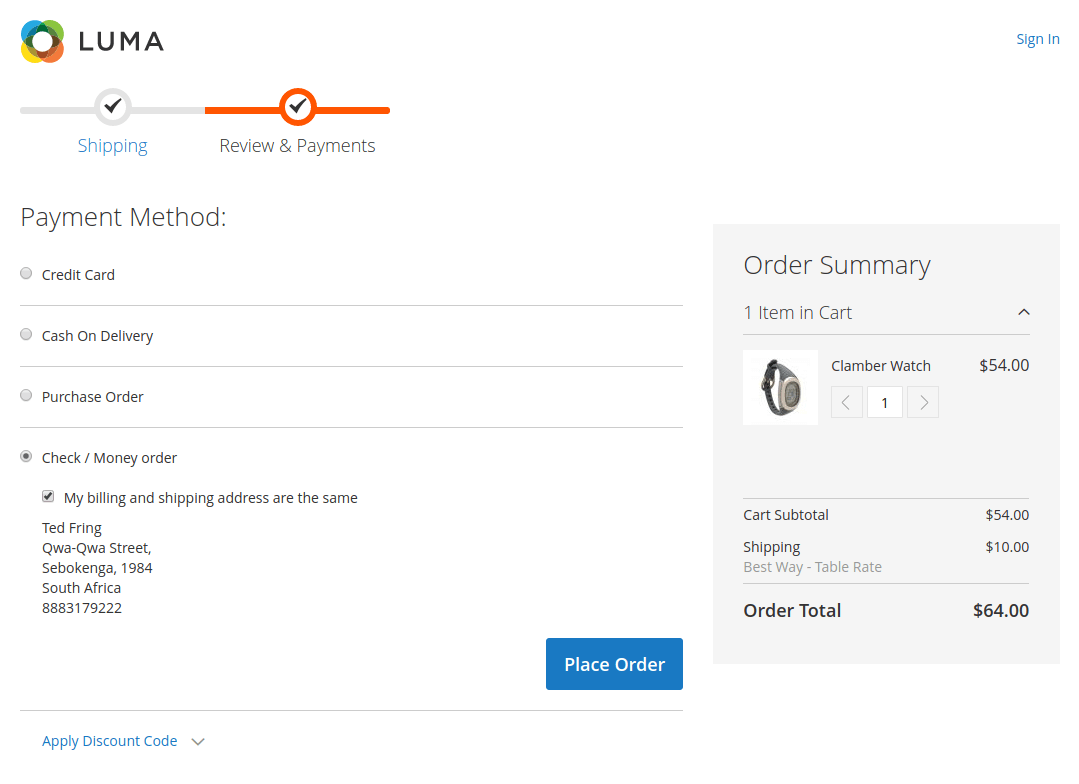 LUMA
Sign In
Shipping
Review & Payments
Payment Method:
Credit Card
Cash On Delivery
Purchase Order
Check / Money order
My billing and shipping address are the same
Ted Fring
Qwa-Qwa Street,
Sebokenga, 1984
South Africa
8883179222
Place Order
Apply Discount Code
Order Summary
1 Item in Cart
Clamber Watch $54.00
1
Cart Subtotal $54.00
Shipping $10.00
Best Way - Table Rate
Order Total $64.00